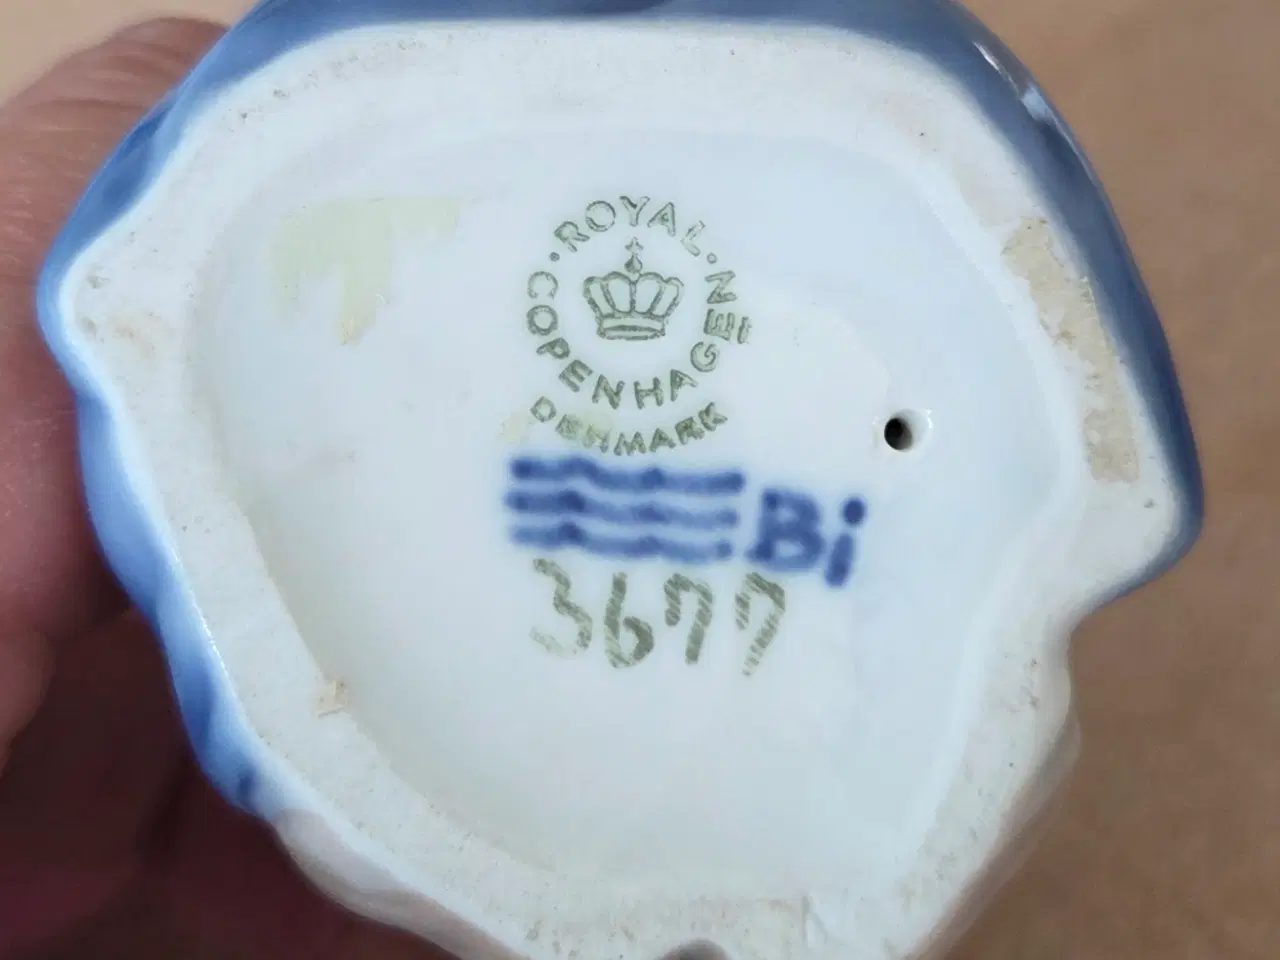 ROYAL · COPENHAGEN ·
DENMARK
Bi
3677